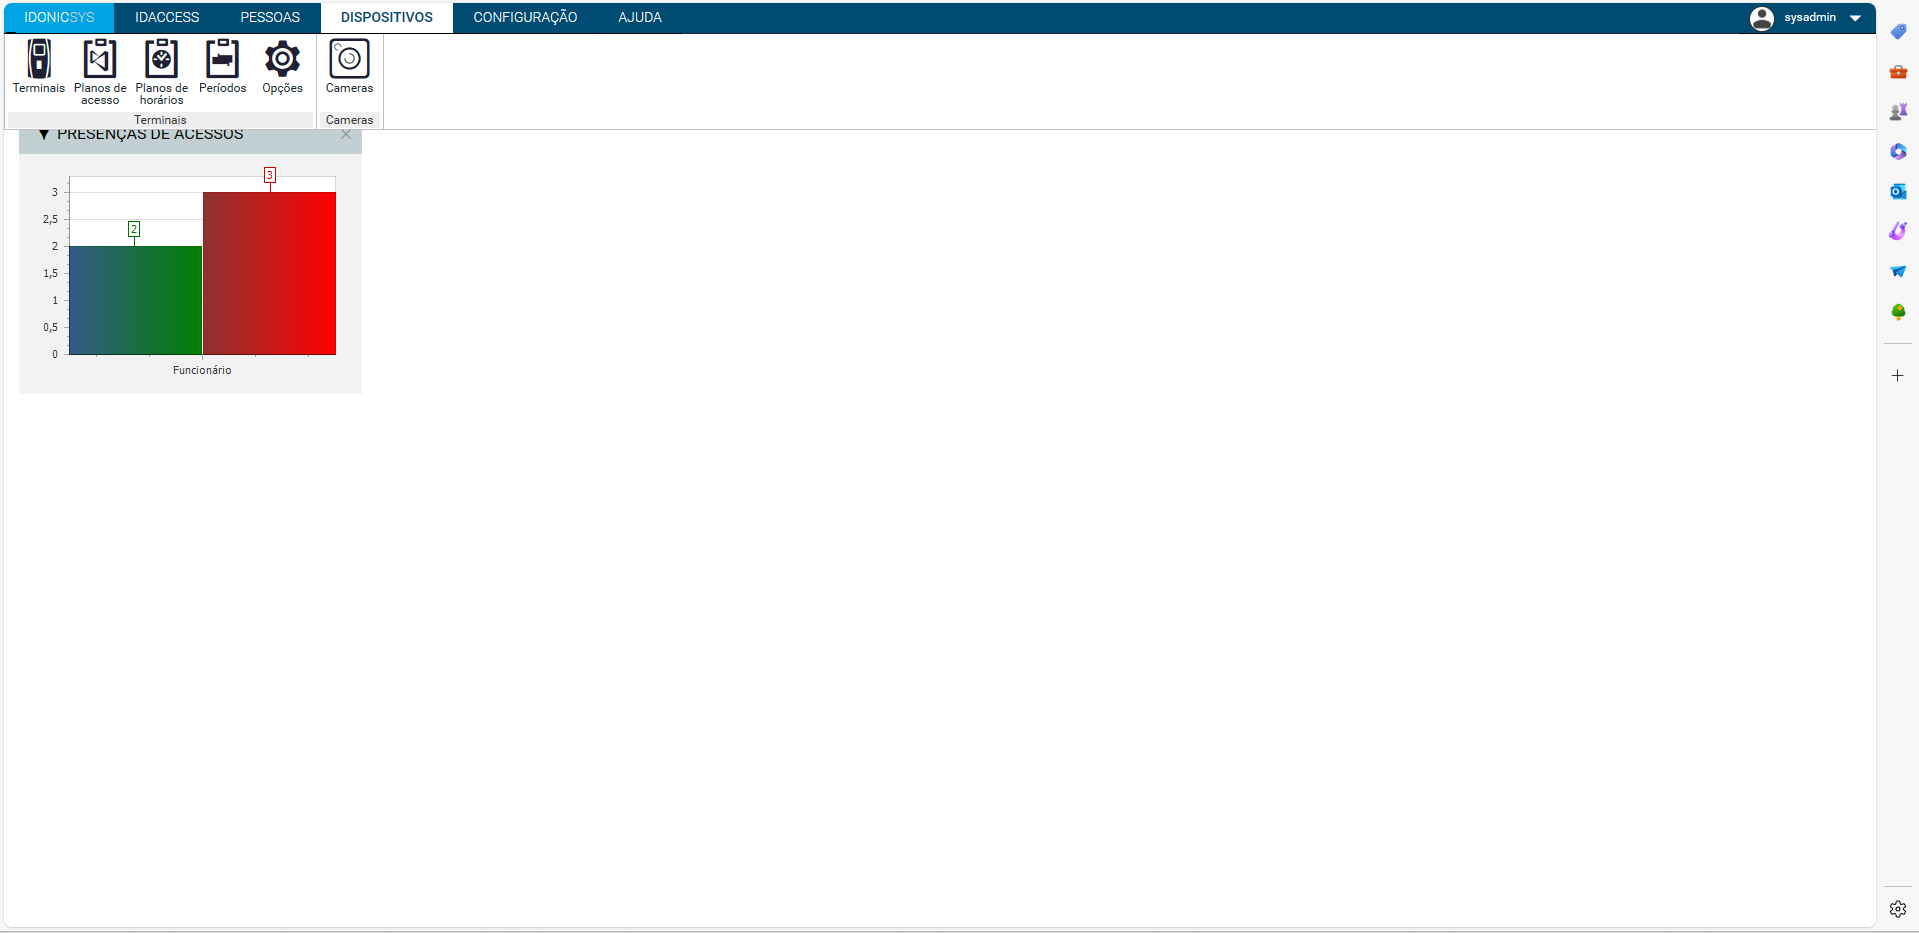 IDONICSYS IDACCESS PESSOAS DISPOSITIVOS CONFIGURAÇÃO AJUDA sysadmin
Terminais Planos de acesso Planos de horários Períodos Opções Cameras
Terminais Cameras
PRESENÇAS DE ACESSOS
3
3
2,5
2
2
1,5
1
0,5
0
Funcionário